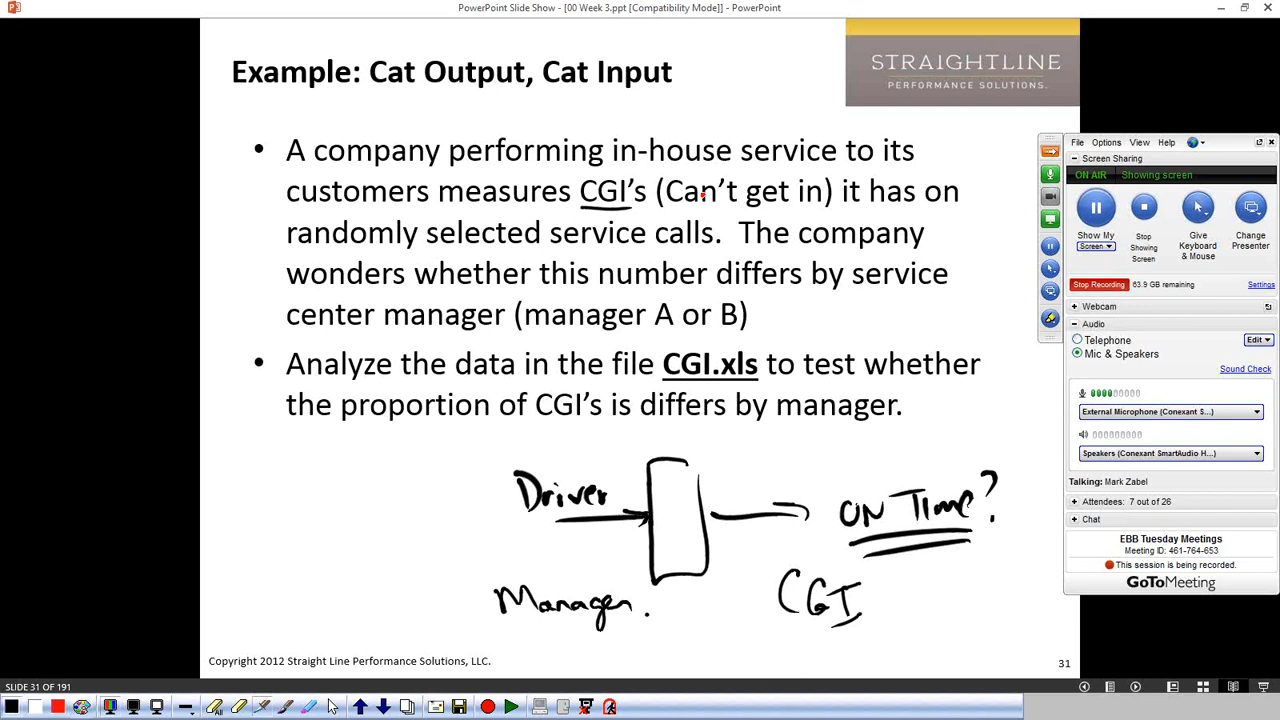 PowerPoint Slide Show - [00 Week 3.ppt [Compatibility Mode]] - PowerPoint
Example: Cat Output, Cat Input
STRAIGHTLINE
PERFORMANCE SOLUTIONS.
• A company performing in-house service to its
customers measures CGI's (Can't get in) it has on
randomly selected service calls. The company
wonders whether this number differs by service
center manager (manager A or B)
• Analyze the data in the file CGI.xls to test whether
the proportion of CGI's is differs by manager.
Driver
ON Time?
Manager.
CGI
Copyright 2012 Straight Line Performance Solutions, LLC.
31
SLIDE 31 OF 191
File Options View Help
Screen Sharing
ON AIR Showing screen
Show My
Screen
Stop
Showing
Screen
Give
Keyboard
& Mouse
Change
Presenter
Stop Recording 63.9 GB remaining Settings
Webcam
Audio
Telephone Edit
Mic & Speakers
Sound Check
External Microphone (Conexant S...)
Speakers (Conexant SmartAudio H...)
Talking: Mark Zabel
Attendees: 7 out of 26
Chat
EBB Tuesday Meetings
Meeting ID: 461-764-653
This session is being recorded.
GoToMeeting